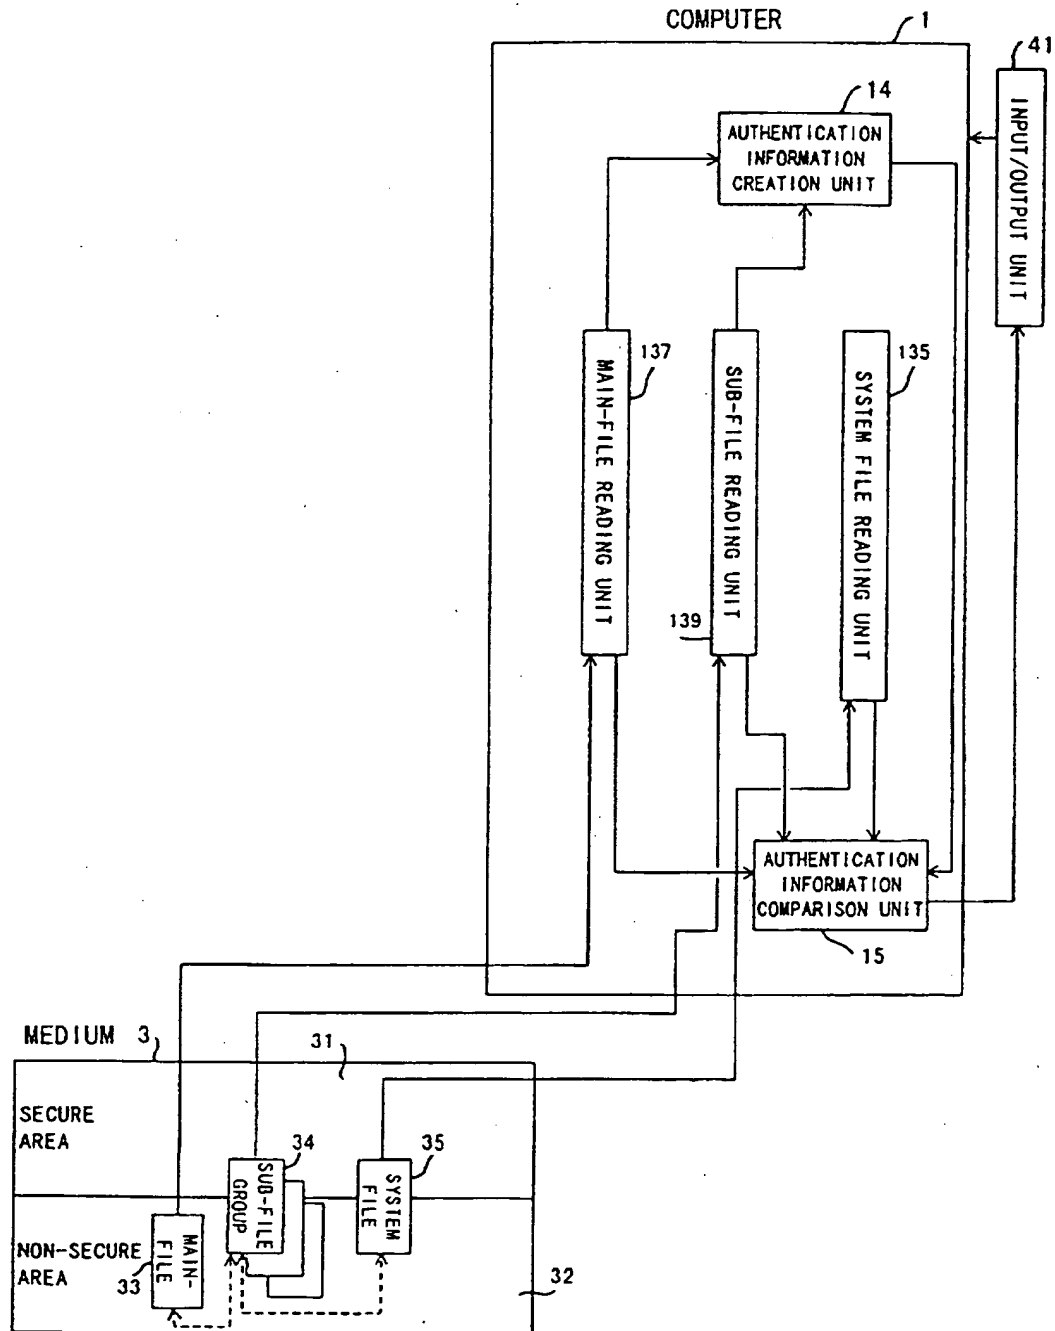 COMPUTER
1
41
14
AUTHENTICATION
INFORMATION
CREATION UNIT
INPUT/OUTPUT UNIT
137
MAIN-FILE READING UNIT
SUB-FILE READING UNIT
139
135
SYSTEM FILE READING UNIT
AUTHENTICATION
INFORMATION
COMPARISON UNIT
15
MEDIUM
3
31
SECURE
AREA
34
SUB-FILE
GROUP
35
SYSTEM
FILE
NON-SECURE
AREA
33
MAIN-
FILE
32